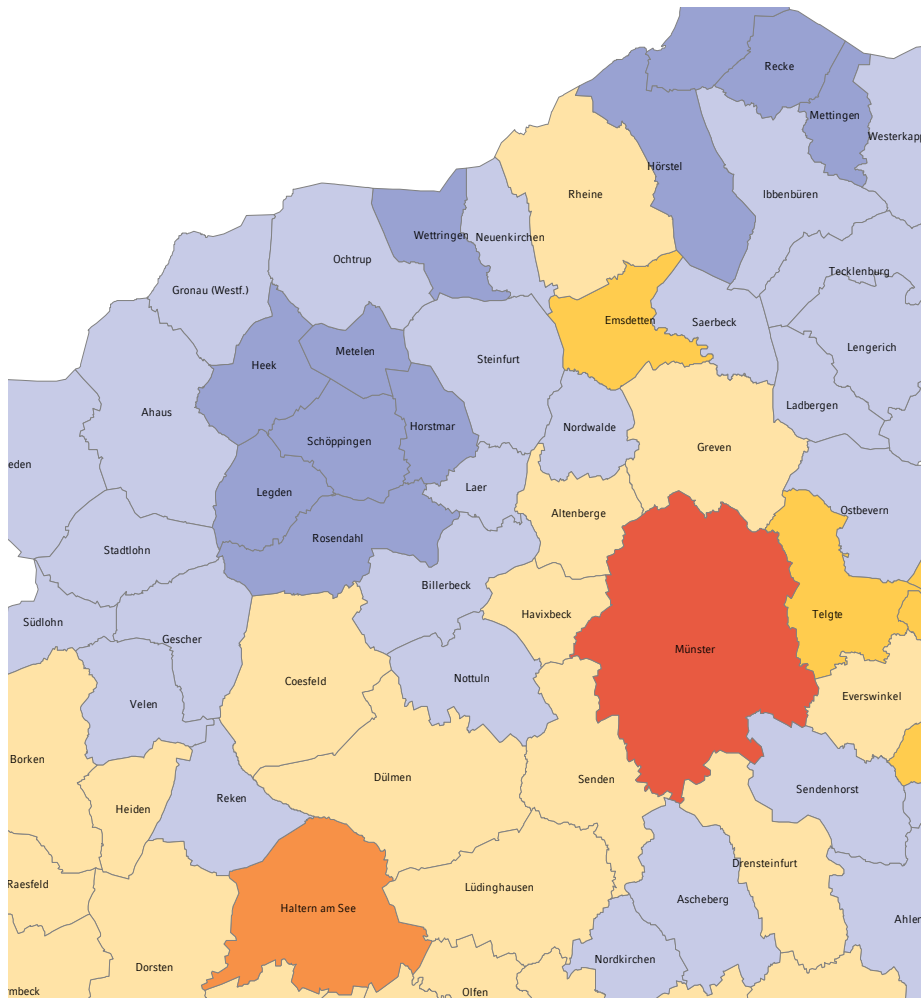 Recke
Mettingen
Westerkapp
Hörstel
Ibbenbüren
Rheine
Wettringen
Neuenkirchen
Ochtrup
Tecklenburg
Gronau (Westf.)
Emsdetten
Saerbeck
Lengerich
Metelen
Steinfurt
Heek
Ladbergen
Ahaus
Horstmar
Nordwalde
Schöppingen
Greven
eden
Laer
Legden
Altenberge
Ostbevern
Rosendahl
Stadtlohn
Billerbeck
Havixbeck
Telgte
Südlohn
Gescher
Münster
Nottuln
Coesfeld
Everswinkel
Velen
Borken
Dülmen
Senden
Sendenhorst
Reken
Heiden
Drensteinfurt
Raesfeld
Lüdinghausen
Ascheberg
Haltern am See
Ahler
Nordkirchen
Dorsten
rmbeck
Olfen